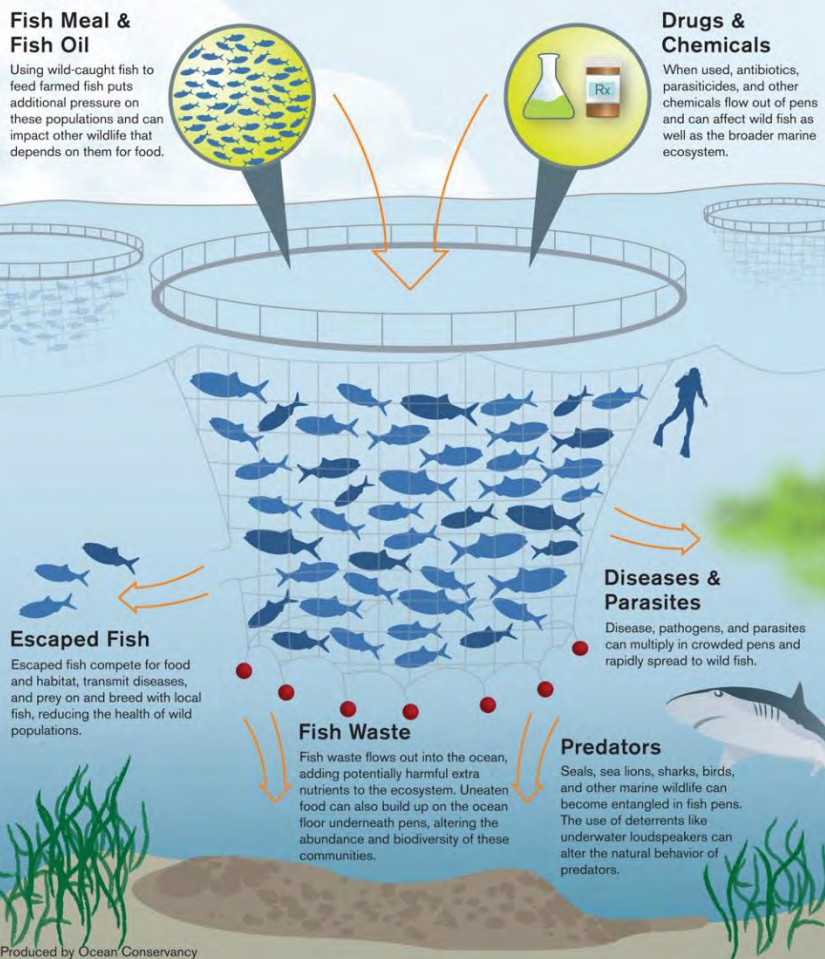 Fish Meal &
Fish Oil
Using wild-caught fish to
feed farmed fish puts
additional pressure on
these populations and can
impact other wildlife that
depends on them for food.
Drugs &
Chemicals
When used, antibiotics,
parasiticides, and other
chemicals flow out of pens
and can affect wild fish as
well as the broader marine
ecosystem.
Rx
Diseases &
Parasites
Disease, pathogens, and parasites
can multiply in crowded pens and
rapidly spread to wild fish.
Escaped Fish
Escaped fish compete for food
and habitat, transmit diseases,
and prey on and breed with local
fish, reducing the health of wild
populations.
Fish Waste
Fish waste flows out into the ocean,
adding potentially harmful extra
nutrients to the ecosystem. Uneaten
food can also build up on the ocean
floor underneath pens, altering the
abundance and biodiversity of these
communities.
Predators
Seals, sea lions, sharks, birds,
and other marine wildlife can
become entangled in fish pens.
The use of deterrents like
underwater loudspeakers can
alter the natural behavior of
predators.
Produced by Ocean Conservancy